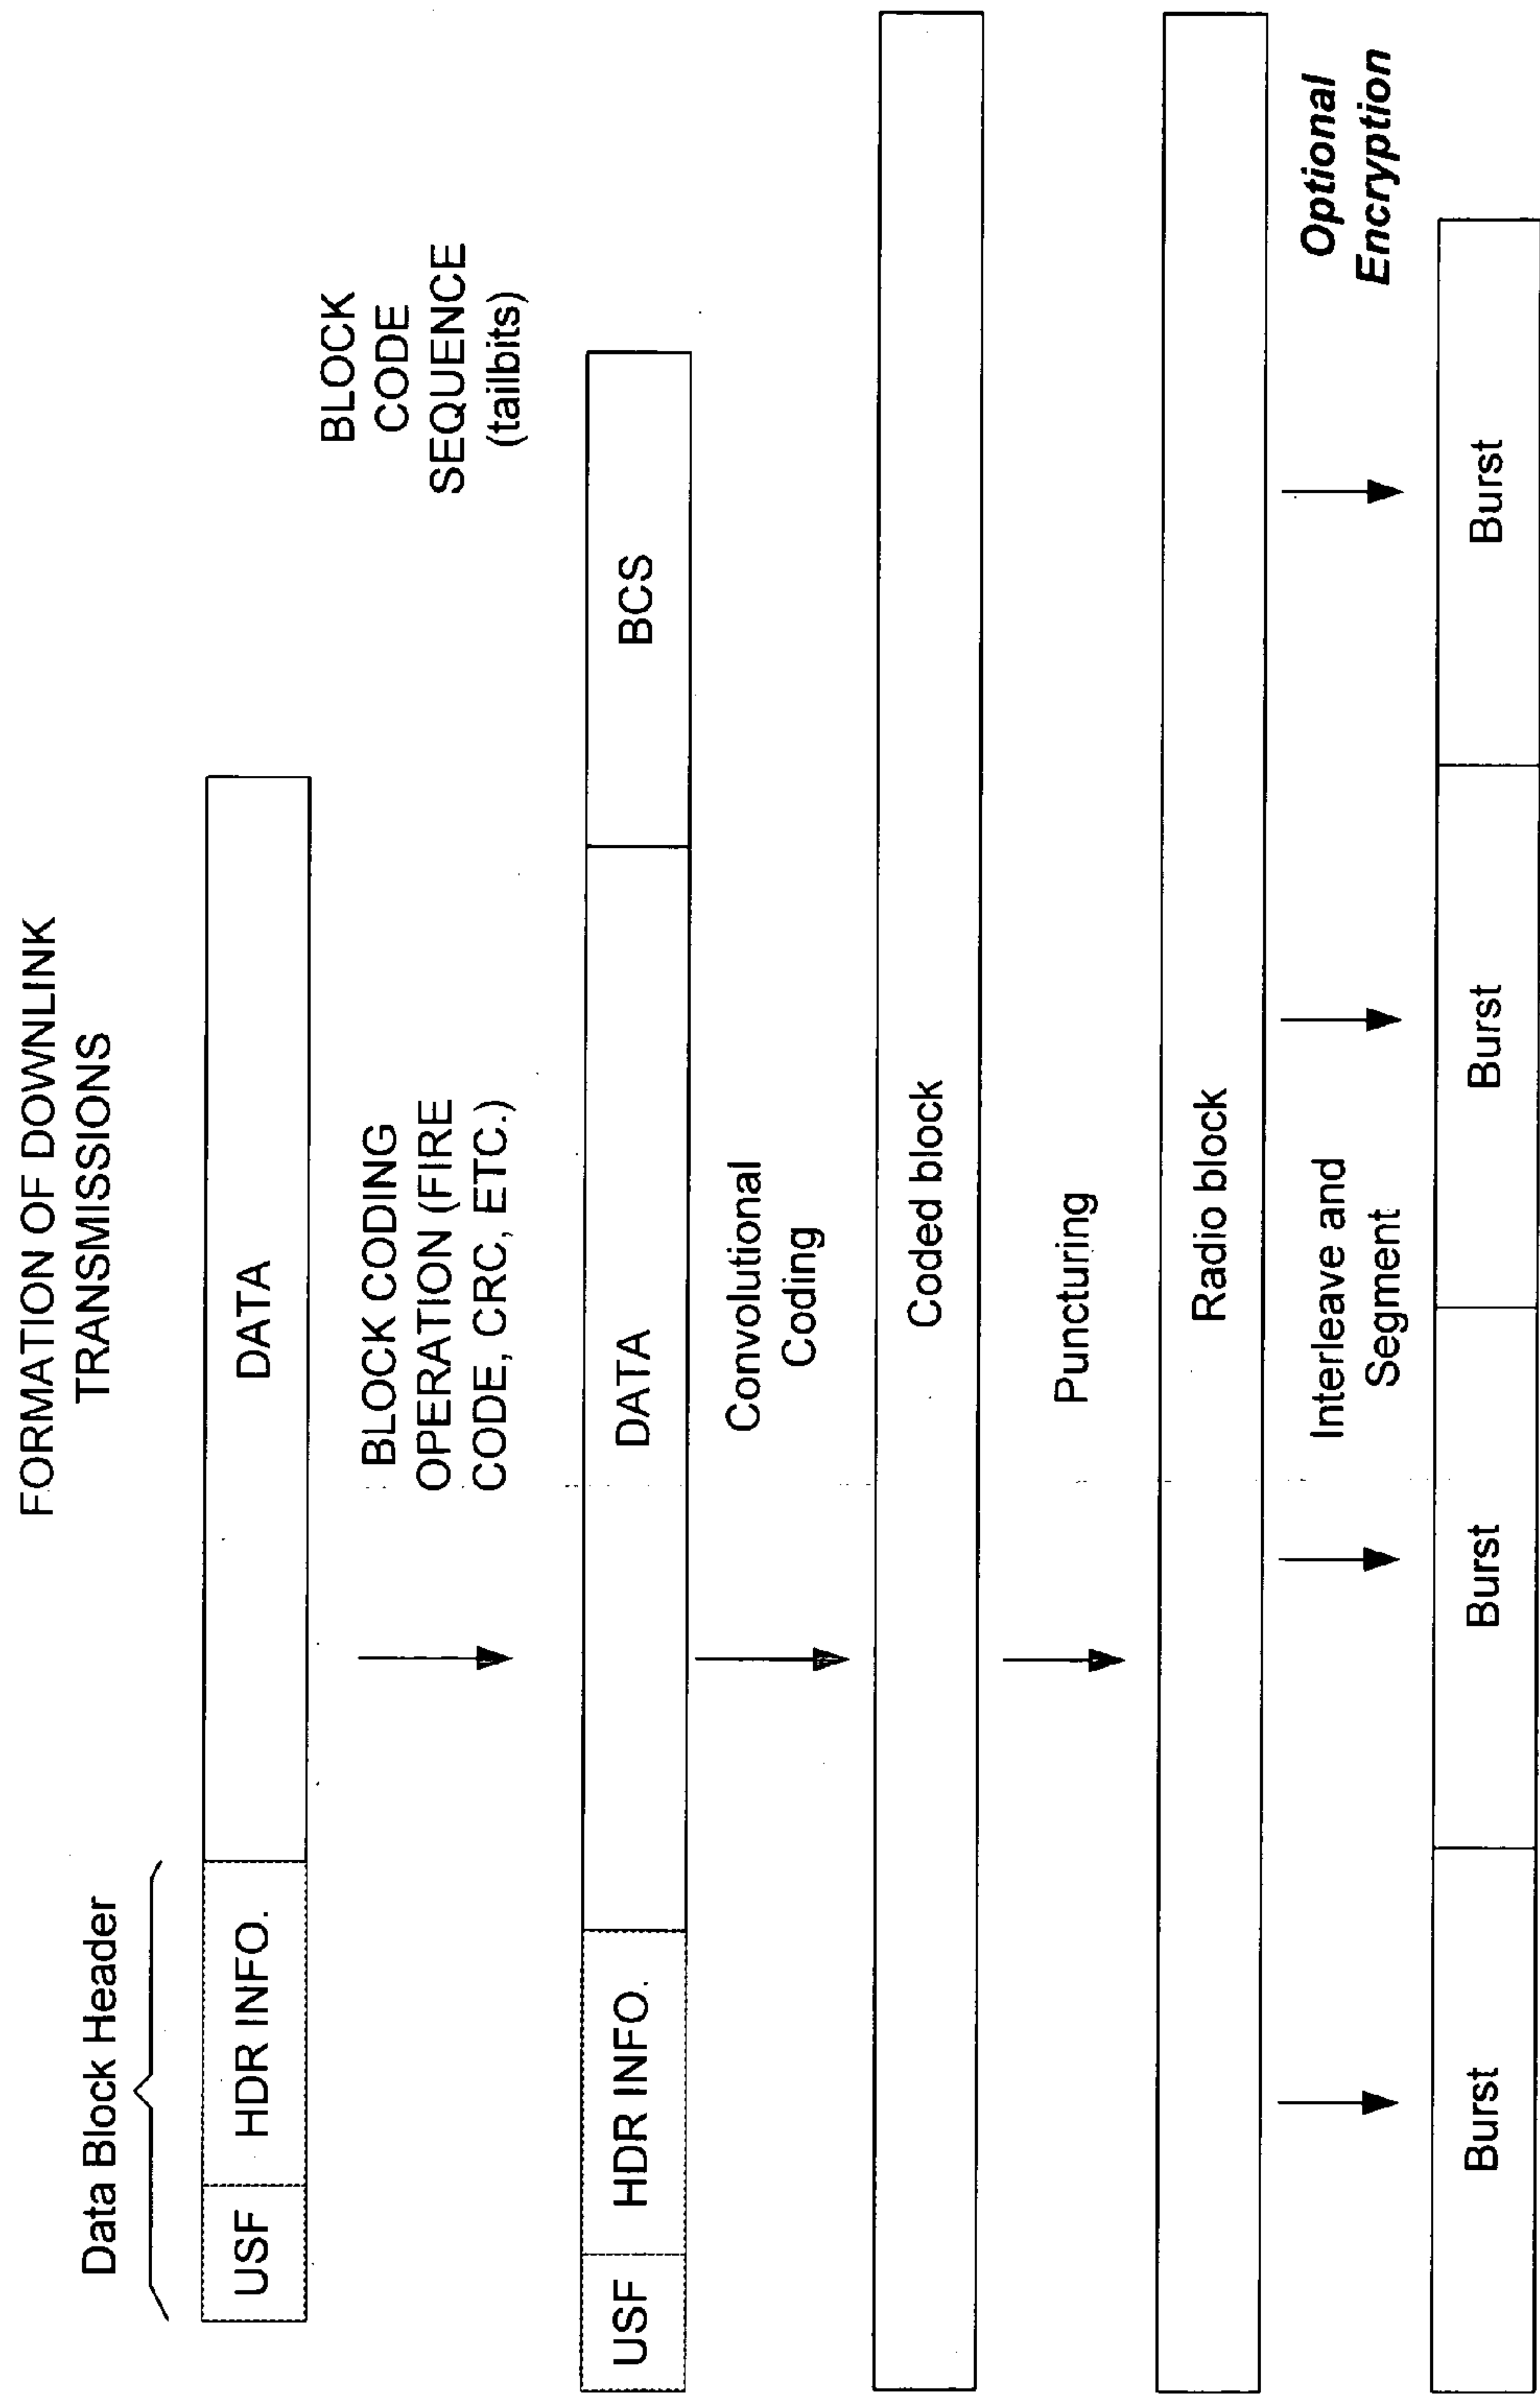 FORMATION OF DOWNLINK
TRANSMISSIONS
Data Block Header
USF
HDR INFO.
DATA
BLOCK CODING
OPERATION (FIRE
CODE, CRC, ETC.)
BLOCK
CODE
SEQUENCE
(tailbits)
USF
HDR INFO.
DATA
BCS
Convolutional
Coding
Coded block
Puncturing
Radio block
Interleave and
Segment
Optional
Encryption
Burst
Burst
Burst
Burst